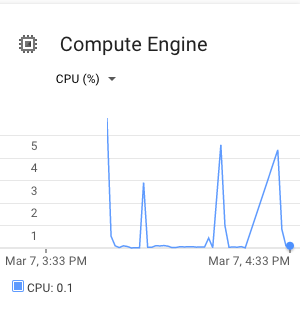 Compute Engine
CPU (%)
5
4
3
2
1
Mar 7, 3:33 PM Mar 7, 4:33 PM
CPU: 0.1